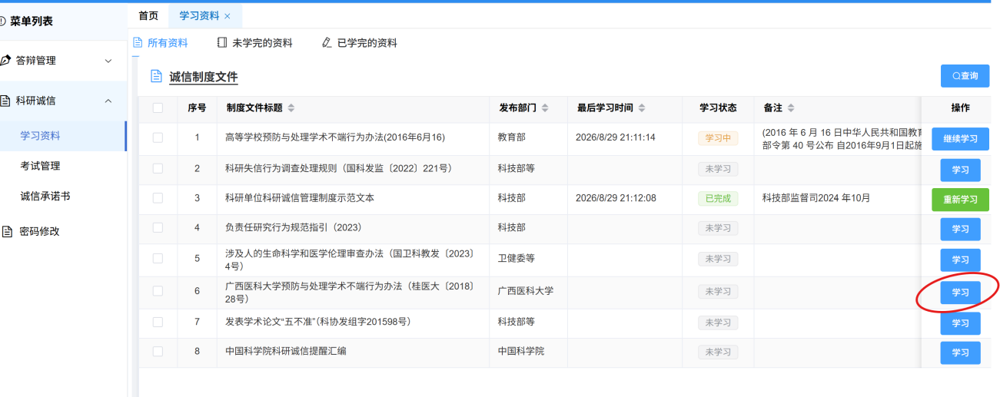 菜单列表
首页 学习资料 ×
所有资料 未学完的资料 已学完的资料
答辩管理
诚信制度文件 查询
科研诚信
序号 制度文件标题 发布部门 最后学习时间 学习状态 备注 操作
学习资料
1 高等学校预防与处理学术不端行为办法(2016年6月16) 教育部 2026/8/29 21:11:14 学习中 (2016 年 6 月 16 日中华人民共和国教育
部令第 40 号公布 自2016年9月1日起施 继续学习
考试管理
2 科研失信行为调查处理规则（国科发监〔2022〕221号） 科技部等 未学习 学习
诚信承诺书
3 科研单位科研诚信管理制度示范文本 科技部 2026/8/29 21:12:08 已完成 科技部监督司2024 年10月 重新学习
密码修改
4 负责任研究行为规范指引（2023） 科技部 未学习 学习
5 涉及人的生命科学和医学伦理审查办法（国卫科教发〔2023〕
4号） 卫健委等 未学习 学习
6 广西医科大学预防与处理学术不端行为办法（桂医大〔2018〕
28号） 广西医科大学 未学习 学习
7 发表学术论文“五不准”(科协发组字201598号） 科技部等 未学习 学习
8 中国科学院科研诚信提醒汇编 中国科学院 未学习 学习